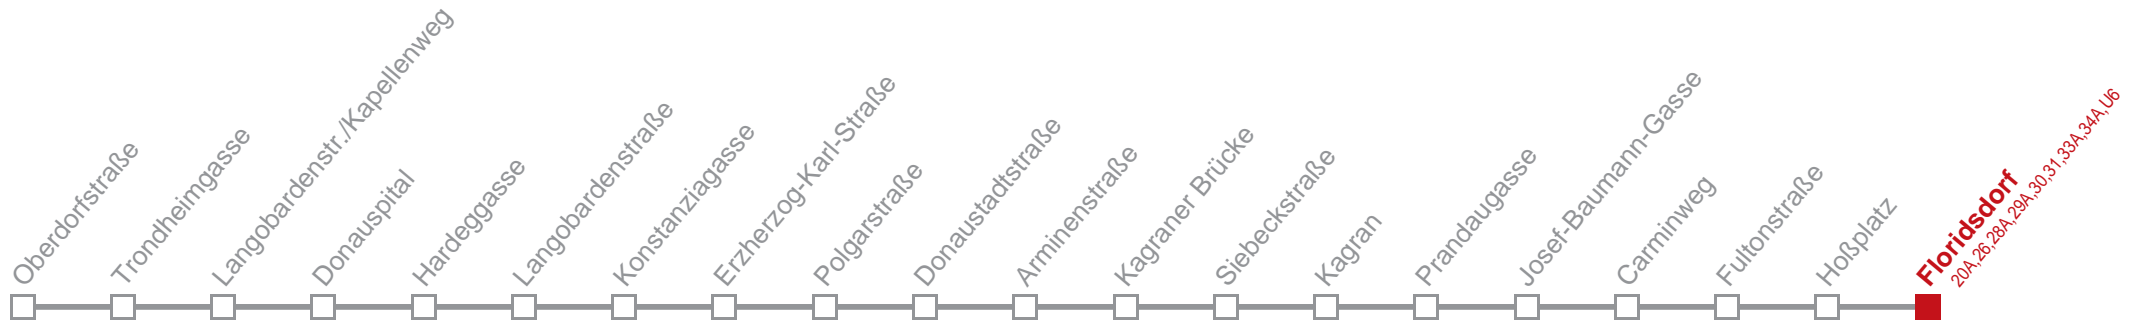 Oberdorfstraße
Trondheimgasse
Langobardenstr./Kapellenweg
Donauspital
Hardeggasse
Langobardenstraße
Konstanziagasse
Erzherzog-Karl-Straße
Polgarstraße
Donaustadtstraße
Arminenstraße
Kagraner Brücke
Siebeckstraße
Kagran
Prandaugasse
Josef-Baumann-Gasse
Carminweg
Fultonstraße
Hoßplatz
Floridsdorf
20A,26,28A,29A,30,31,33A,34A,U6